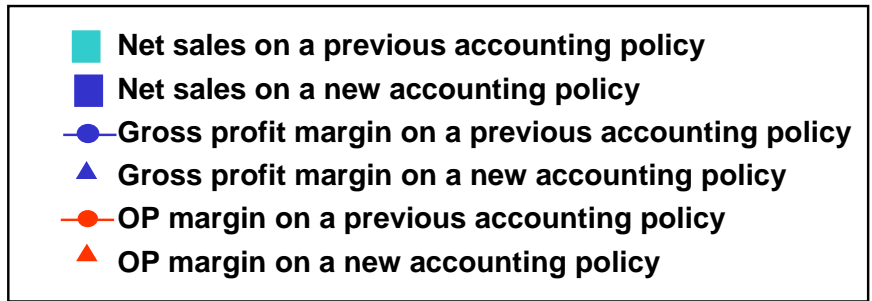 Net sales on a previous accounting policy
Net sales on a new accounting policy
Gross profit margin on a previous accounting policy
Gross profit margin on a new accounting policy
OP margin on a previous accounting policy
OP margin on a new accounting policy